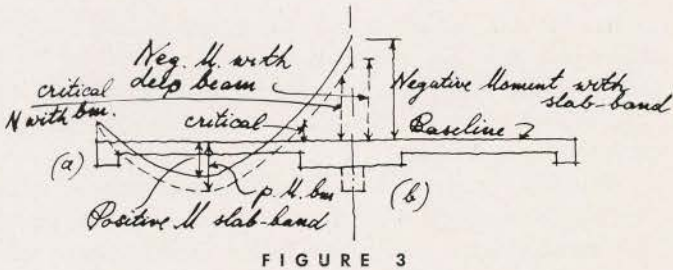 Neg. M. with
deep beam
critical
N with bm.
critical
Negative Moment with
slab-band
Baseline
(a)
p. M. bm
(b)
Positive M slab-band
FIGURE 3